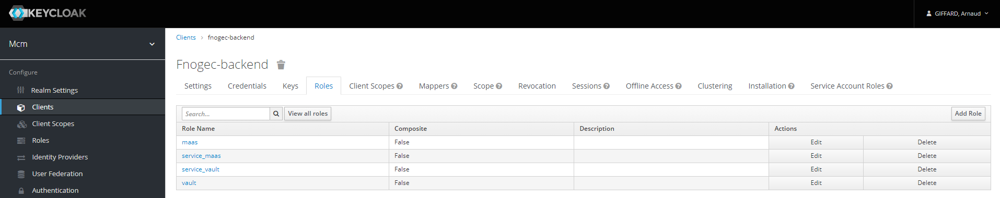 KEYCLOAK
GIFFARD, Arnaud
Mcm
Configure
Realm Settings
Clients
Client Scopes
Roles
Identity Providers
User Federation
Authentication
Clients > fnogec-backend
Fnogec-backend
Settings Credentials Keys Roles Client Scopes ? Mappers ? Scope ? Revocation Sessions ? Offline Access ? Clustering Installation ? Service Account Roles ?
Search... View all roles Add Role
Role Name Composite Description Actions
maas False Edit Delete
service_maas False Edit Delete
service_vault False Edit Delete
vault False Edit Delete